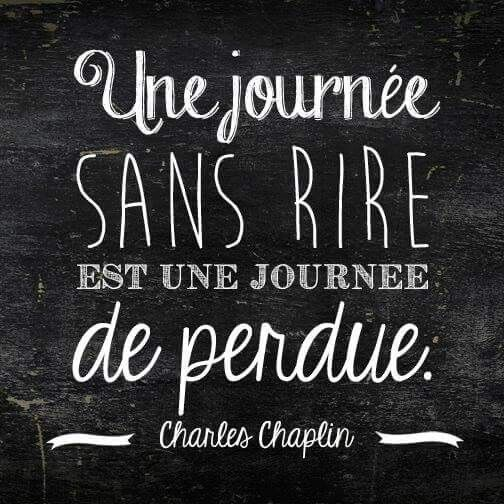 Une journée
SANS RIRE
EST UNE JOURNEE
de perdue.
Charles Chaplin